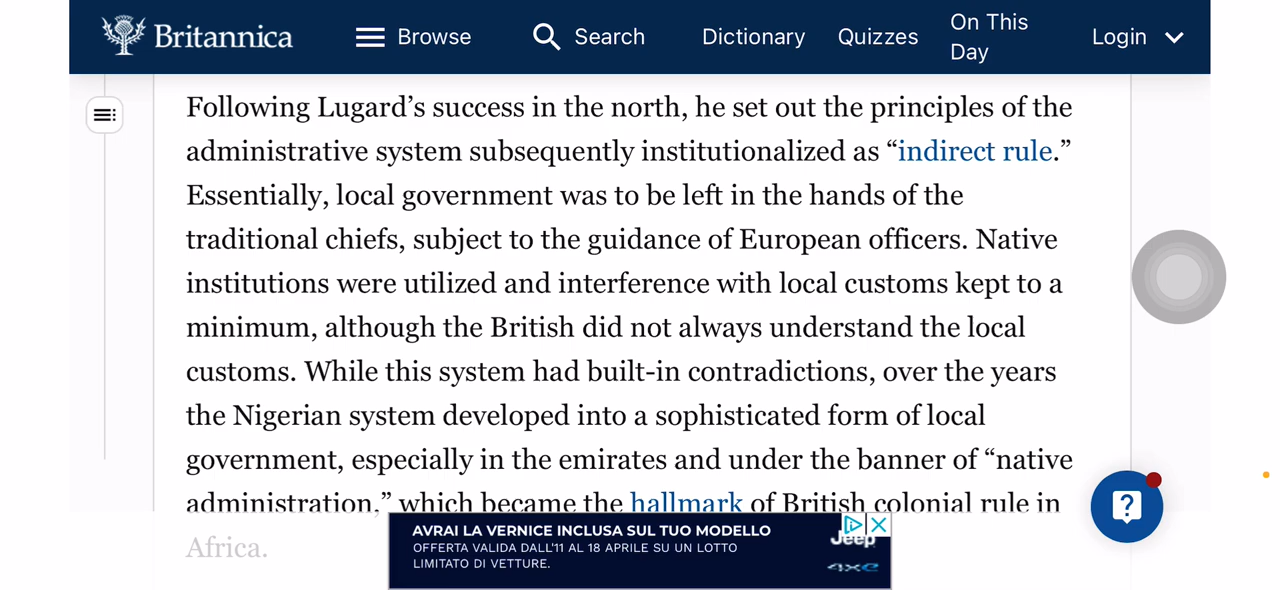 Britannica
Browse
Search
Dictionary
Quizzes
On This
Day
Login
Following Lugard’s success in the north, he set out the principles of the
administrative system subsequently institutionalized as “indirect rule.”
Essentially, local government was to be left in the hands of the
traditional chiefs, subject to the guidance of European officers. Native
institutions were utilized and interference with local customs kept to a
minimum, although the British did not always understand the local
customs. While this system had built-in contradictions, over the years
the Nigerian system developed into a sophisticated form of local
government, especially in the emirates and under the banner of “native
administration,” which became the hallmark of British colonial rule in
Africa.
AVRAI LA VERNICE INCLUSA SUL TUO MODELLO
OFFERTA VALIDA DALL'11 AL 18 APRILE SU UN LOTTO
LIMITATO DI VETTURE.
Jeep
4xe